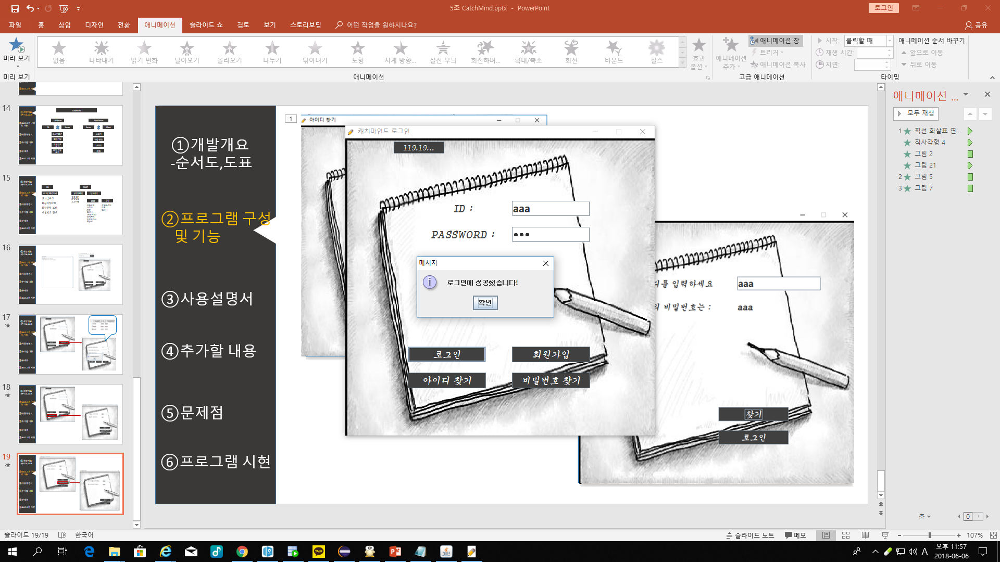 5조 CatchMind.pptx - PowerPoint
로그인
파일 홈 삽입 디자인 전환 애니메이션 슬라이드 쇼 검토 보기 스토리보딩 어떤 작업을 원하시나요?
공유
미리 보기
없음 나타내기 밝기 변화 날아오기 올라오기 나누기 닦아내기 도형 시계 방향... 실선 무늬 회전하며... 확대/축소 회전 바운드 펄스
효과 옵션
애니메이션 추가
애니메이션 창
트리거
애니메이션 복사
시작: 클릭할 때
재생 시간:
지연:
애니메이션 순서 바꾸기
앞으로 이동
뒤로 이동
미리 보기 애니메이션 고급 애니메이션 타이밍
14
CatchMind
15
16
17
18
19
①개발개요
-순서도,도표
②프로그램 구성
및 기능
③사용설명서
④추가할 내용
⑤문제점
⑥프로그램 시현
1
아이디 찾기
캐치마인드 로그인
119.19...
ID :
aaa
PASSWORD :
●●●
메시지
로그인에 성공했습니다!
확인
로그인 회원가입
아이디 찾기 비밀번호 찾기
를 입력하세요
aaa
비밀번호는 :
aaa
찾기
로그인
애니메이션 ...
모두 재생
1 직선 화살표 연...
직사각형 4
그림 2
그림 21
2 그림 5
3 그림 7
초
0
슬라이드 19/19 한국어
슬라이드 노트 메모 107%
TALK
A
오후 11:57
2018-06-06